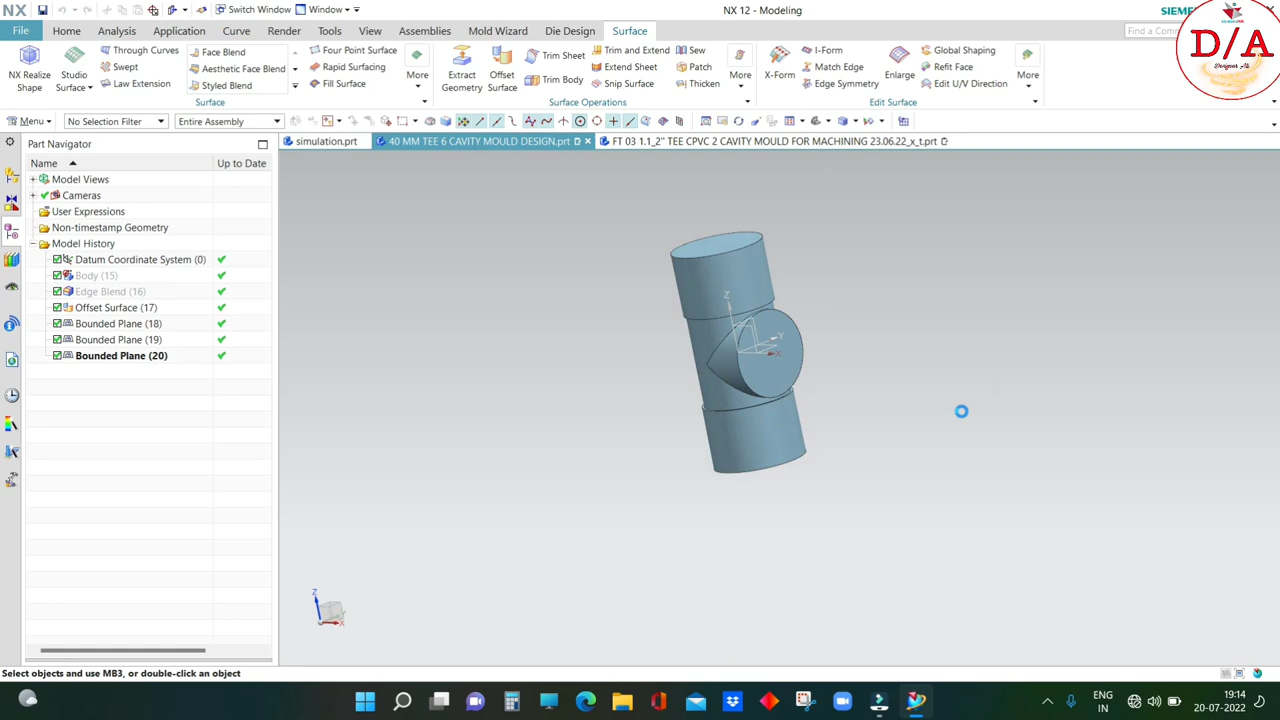 NX
Switch Window
Window
NX 12 - Modeling
SIEME
File
Home
Analysis
Application
Curve
Render
Tools
View
Assemblies
Mold Wizard
Die Design
Surface
NX Realize Shape
Studio Surface
Through Curves
Swept
Law Extension
Face Blend
Aesthetic Face Blend
Styled Blend
Four Point Surface
Rapid Surfacing
Fill Surface
More
Surface
Extract Geometry
Offset Surface
Trim Sheet
Trim Body
Trim and Extend
Extend Sheet
Snip Surface
Sew
Patch
Thicken
More
Surface Operations
X-Form
I-Form
Match Edge
Edge Symmetry
Enlarge
Global Shaping
Refit Face
Edit U/V Direction
More
Edit Surface
D/A
Menu
No Selection Filter
Entire Assembly
simulation.prt
40 MM TEE 6 CAVITY MOULD DESIGN.prt
FT 03 1.1_2" TEE CPVC 2 CAVITY MOULD FOR MACHINING 23.06.22_x_t.prt
Part Navigator
Name
Up to Date
Model Views
Cameras
User Expressions
Non-timestamp Geometry
Model History
Datum Coordinate System (0)
Body (15)
Edge Blend (16)
Offset Surface (17)
Bounded Plane (18)
Bounded Plane (19)
Bounded Plane (20)
Z
Y
X
Z
X
Select objects and use MB3, or double-click an object
ENG
IN
19:14
20-07-2022